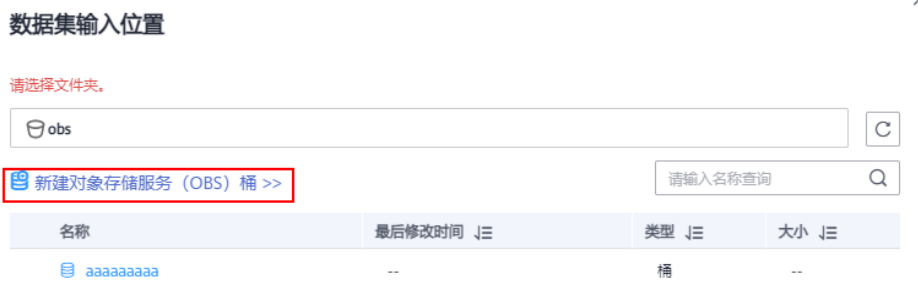 数据集输入位置
请选择文件夹。
obs
新建对象存储服务（OBS）桶 >>
请输入名称查询
名称 最后修改时间 类型 大小
aaaaaaaaa -- 桶 --